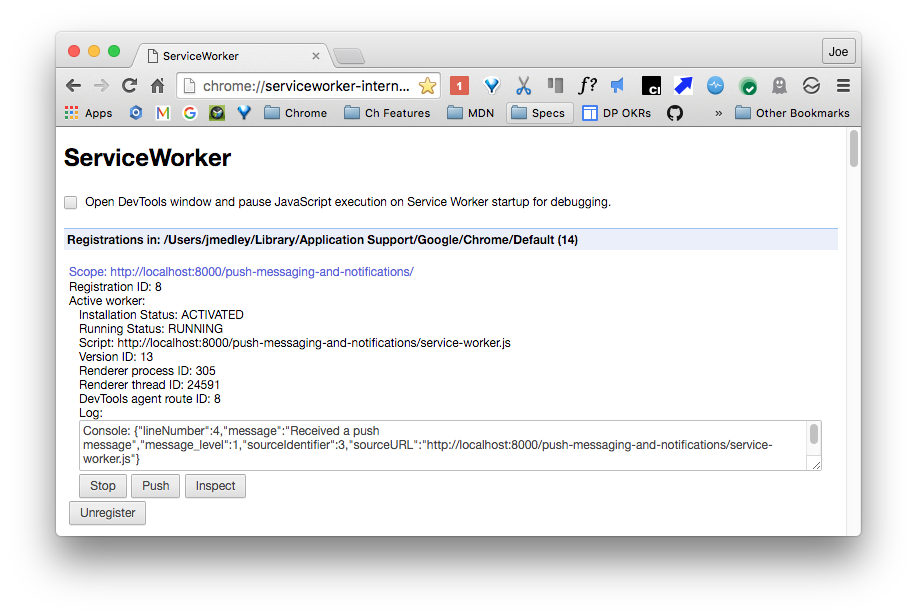 ServiceWorker
Joe
chrome://serviceworker-intern...
1
f?
CI
Apps
Chrome
Ch Features
MDN
Specs
DP OKRs
»
Other Bookmarks
ServiceWorker
Open DevTools window and pause JavaScript execution on Service Worker startup for debugging.
Registrations in: /Users/jmedley/Library/Application Support/Google/Chrome/Default (14)
Scope: http://localhost:8000/push-messaging-and-notifications/
Registration ID: 8
Active worker:
Installation Status: ACTIVATED
Running Status: RUNNING
Script: http://localhost:8000/push-messaging-and-notifications/service-worker.js
Version ID: 13
Renderer process ID: 305
Renderer thread ID: 24591
DevTools agent route ID: 8
Log:
Console: {"lineNumber":4,"message":"Received a push
message","message_level":1,"sourceIdentifier":3,"sourceURL":"http://localhost:8000/push-messaging-and-notifications/service-
worker.js"}
Stop
Push
Inspect
Unregister